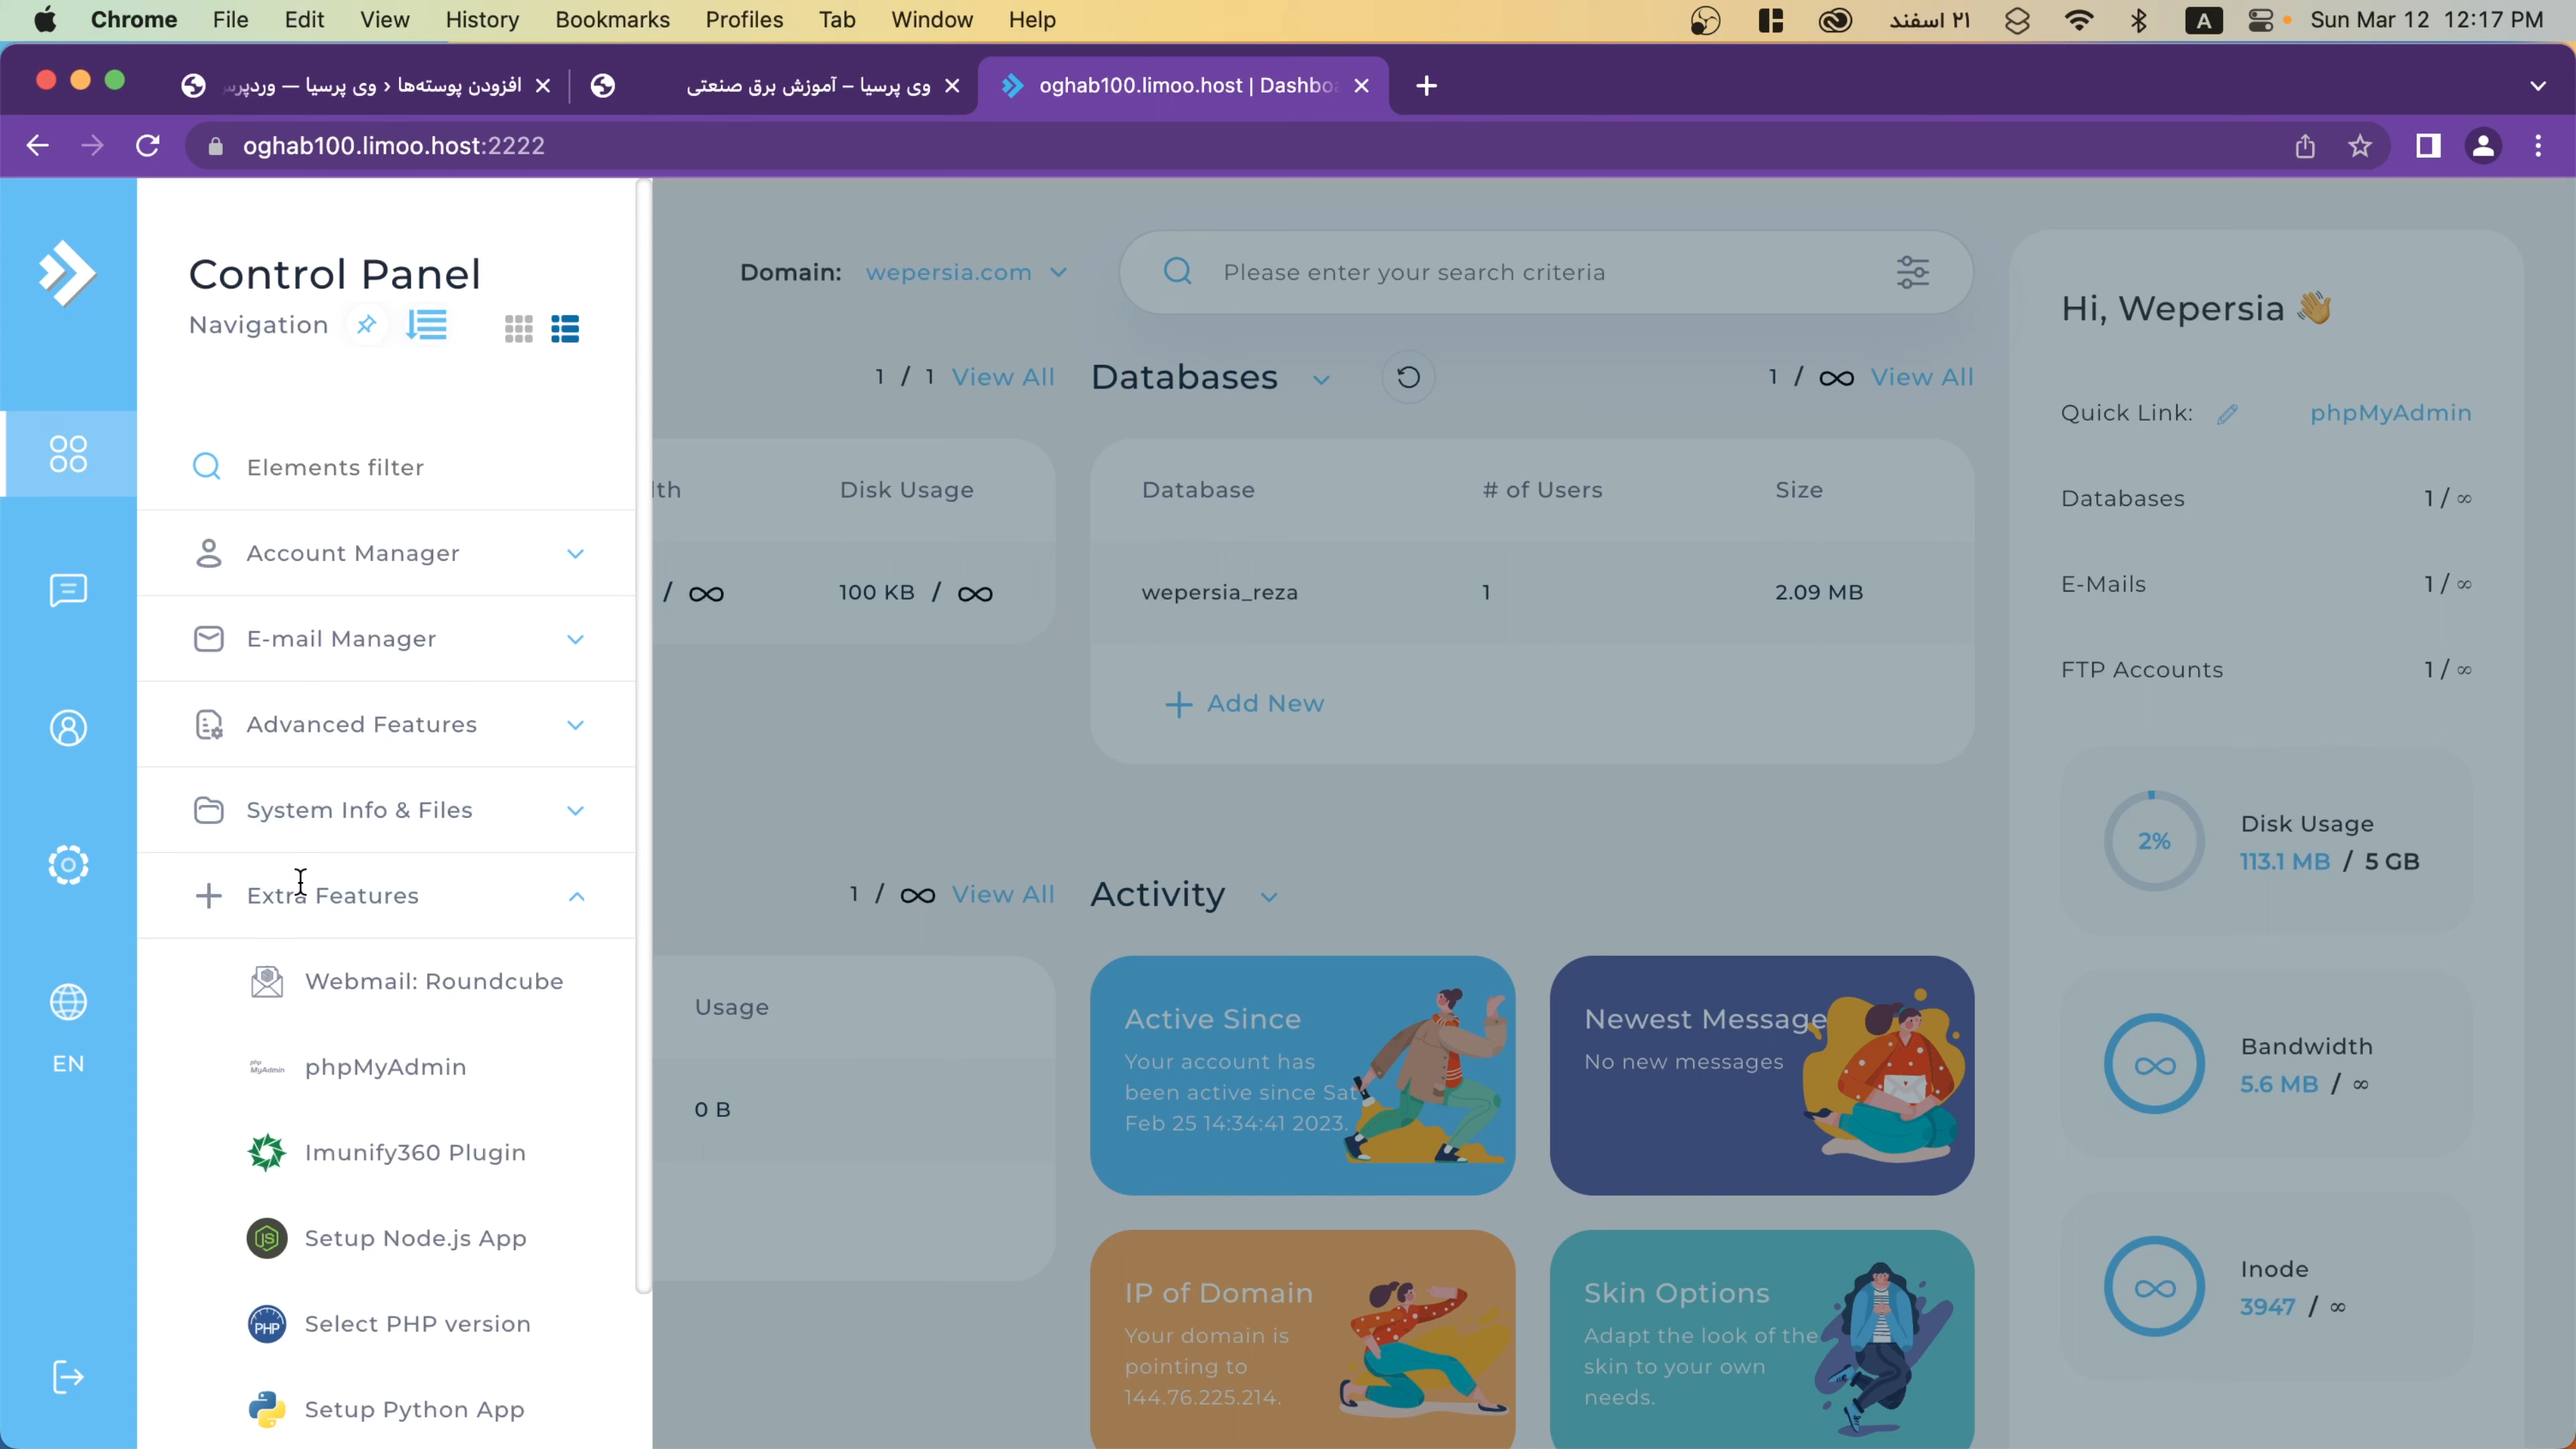 Chrome File Edit View History Bookmarks Profiles Tab Window Help
۲۱ اسفند A Sun Mar 12 12:17 PM
افزودن پوسته‌ها ‹ وی پرسیا —
وی پرسیا – آموزش برق صنعتی
oghab100.limoo.host | Dashbo
oghab100.limoo.host:2222
Control Panel
Navigation
Elements filter
Account Manager
E-mail Manager
Advanced Features
System Info & Files
Extra Features
Webmail: Roundcube
php
MyAdmin
phpMyAdmin
Imunify360 Plugin
JS
Setup Node.js App
PHP
Select PHP version
Setup Python App
EN
Domain: wepersia.com
Please enter your search criteria
1 / 1 View All
Disk Usage
/ ∞ 100 KB / ∞
Databases
1 / ∞ View All
Database # of Users Size
wepersia_reza 1 2.09 MB
+ Add New
1 / ∞ View All
Usage
0 B
Activity
Active Since
Your account has
been active since Sat
Feb 25 14:34:41 2023.
Newest Message
No new messages
IP of Domain
Your domain is
pointing to
144.76.225.214.
Skin Options
Adapt the look of the
skin to your own
needs.
Hi, Wepersia 👋
Quick Link: phpMyAdmin
Databases 1 / ∞
E-Mails 1 / ∞
FTP Accounts 1 / ∞
2%
Disk Usage
113.1 MB / 5 GB
∞
Bandwidth
5.6 MB / ∞
∞
Inode
3947 / ∞